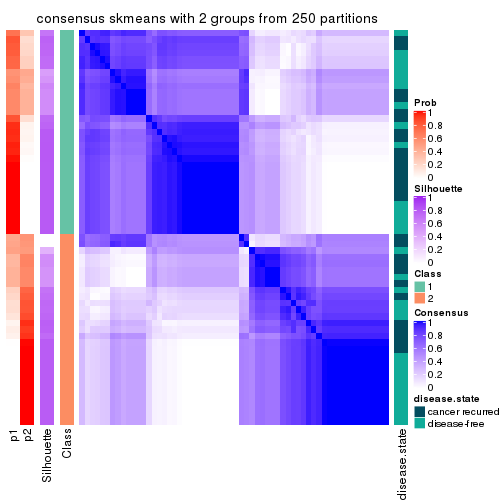 consensus skmeans with 2 groups from 250 partitions
Prob
1
0.8
0.6
0.4
0.2
0
Silhouette
1
0.8
0.6
0.4
0.2
0
Class
1
2
Consensus
1
0.8
0.6
0.4
0.2
0
disease.state
cancer recurred
disease-free
p1
p2
Silhouette
Class
disease.state